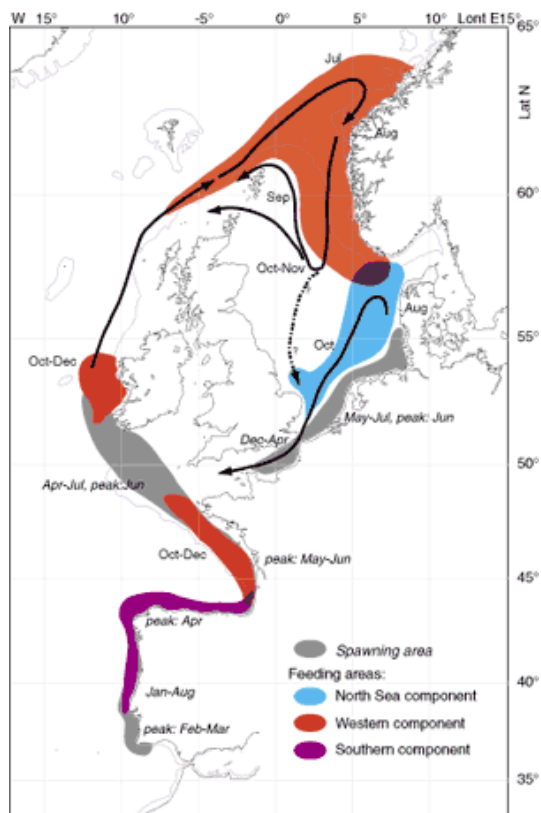 W 15° 10° -5° 0° 5° 10° Lont E15°
65°
Lat N
Jul
Aug
60°
Sep
Oct-Nov
Aug
55°
Oct
Oct-Dec
?
May-Jul, peak: Jun
Dec-Apr
50°
Apr-Jul, peak:Jun
Oct-Dec
peak: May-Jun
45°
peak: Apr
Spawning area
Feeding areas:
Jan-Aug
North Sea component
40°
peak: Feb-Mar
Western component
Southern component
35°